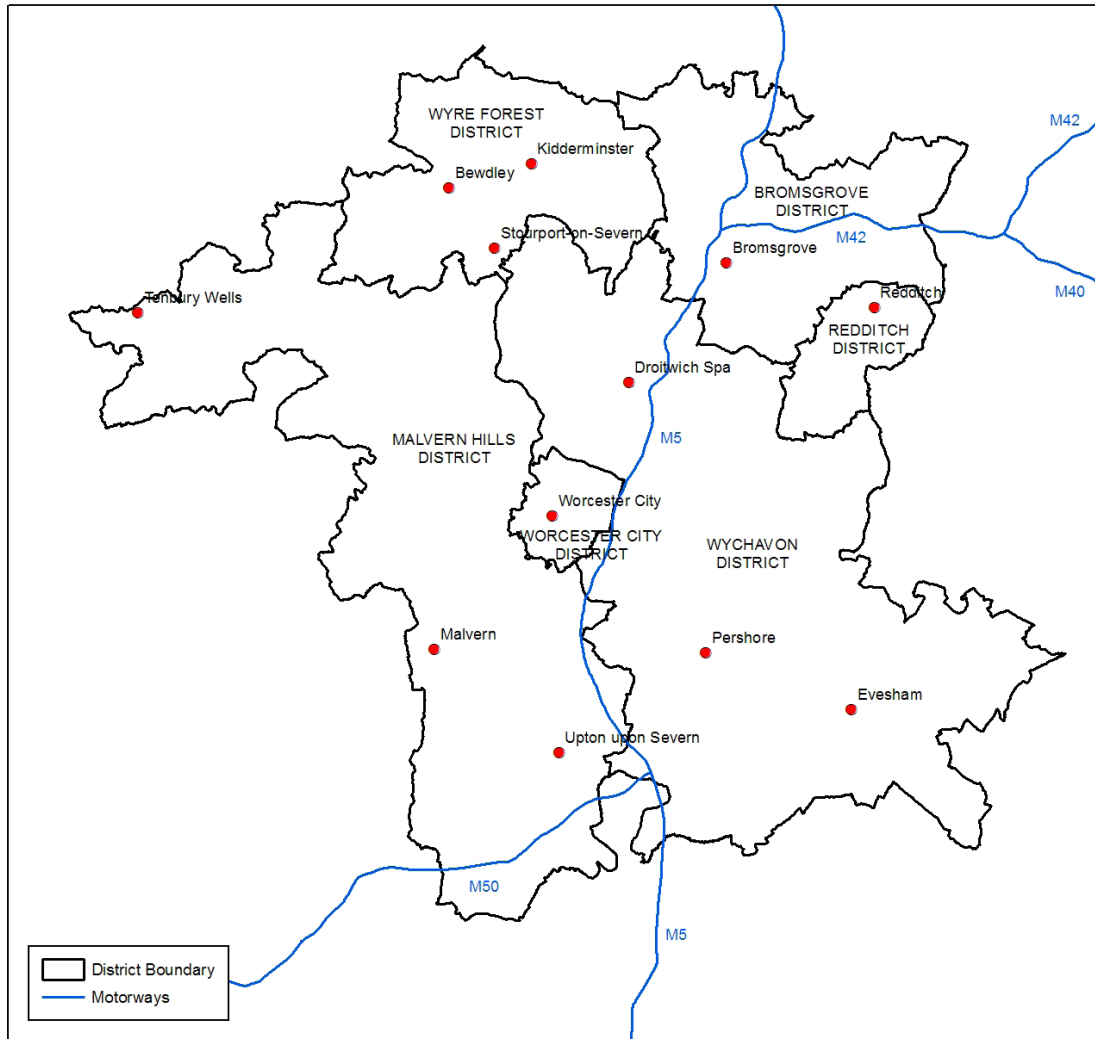 WYRE FOREST
DISTRICT
Kidderminster
Bewdley
M42
BROMSGROVE
DISTRICT
Stourport-on-Severn
M42
Bromsgrove
M40
Tenbury Wells
Redditch
REDDITCH
DISTRICT
Droitwich Spa
MALVERN HILLS
DISTRICT
M5
Worcester City
WORCESTER CITY
DISTRICT
WYCHAVON
DISTRICT
Malvern
Pershore
Evesham
Upton upon Severn
M50
M5
District Boundary
Motorways